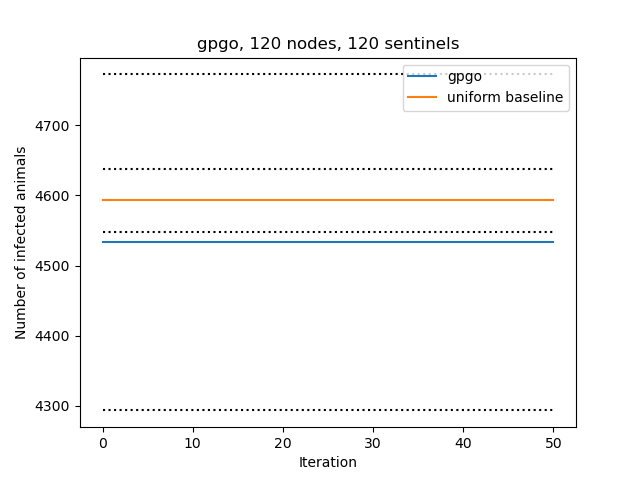 gpgo, 120 nodes, 120 sentinels
gpgo
uniform baseline
Number of infected animals
4700
4600
4500
4400
4300
0 10 20 30 40 50
Iteration